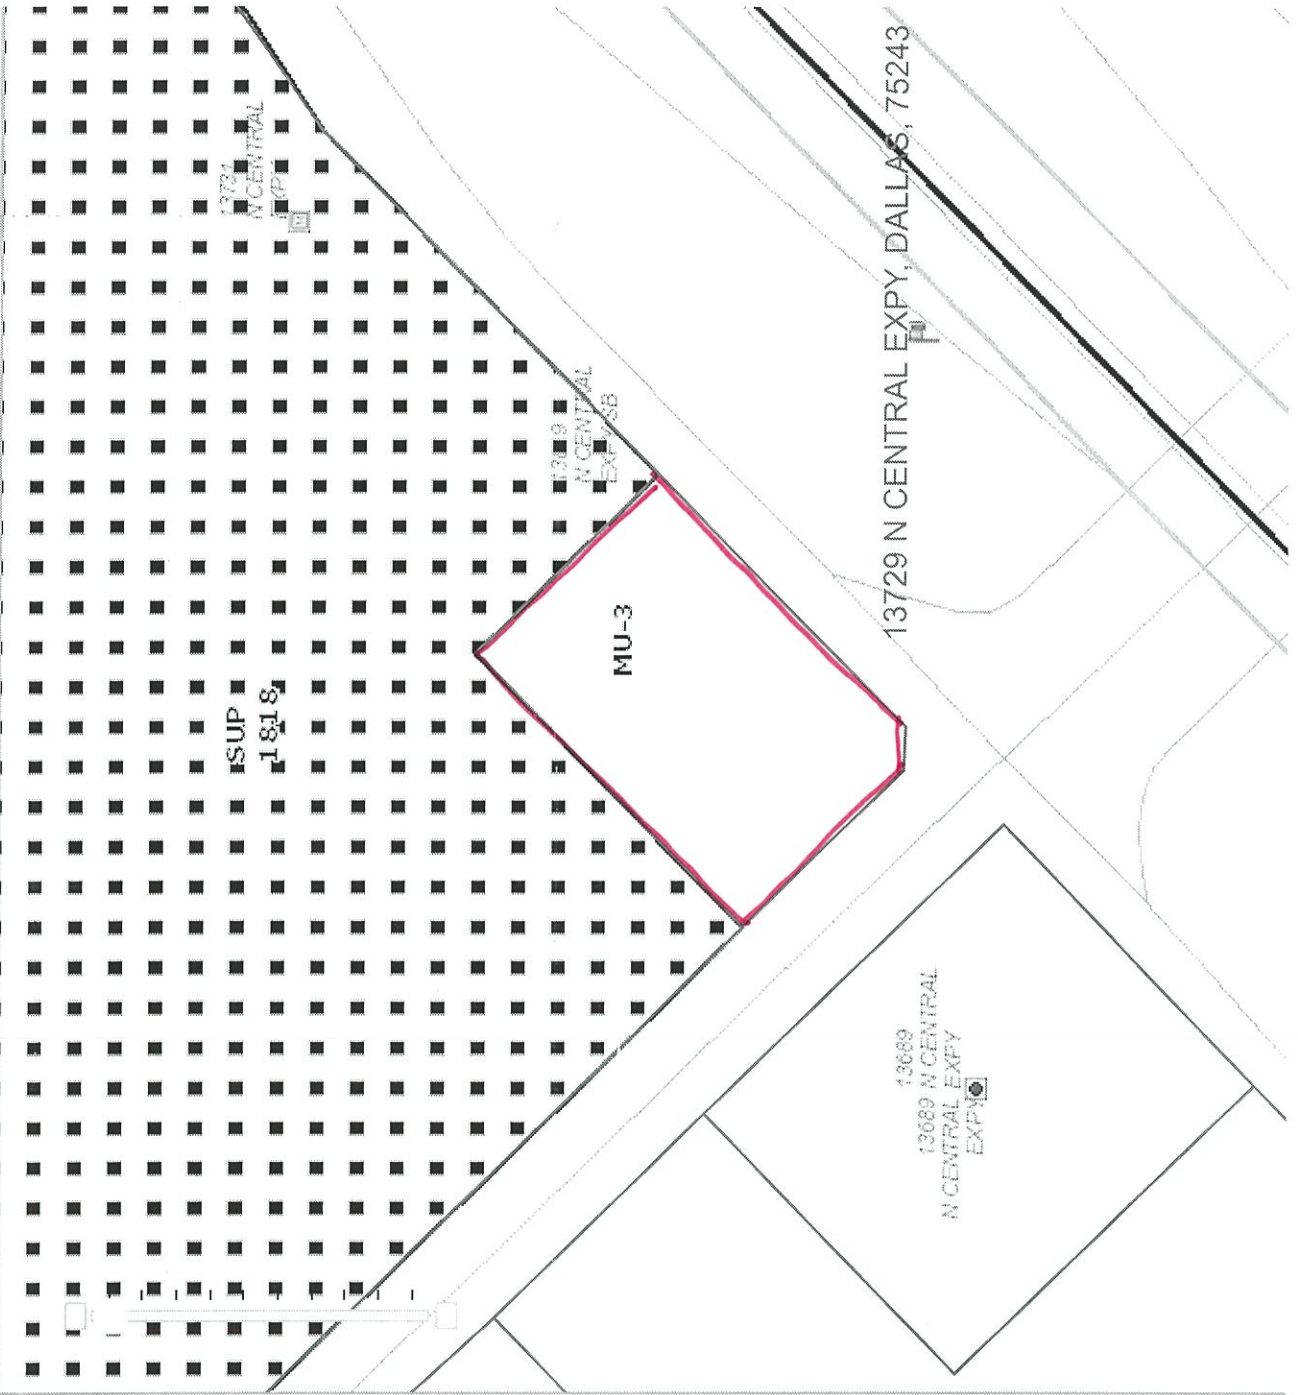 13731
N CENTRAL
EXPY
13729 N CENTRAL EXPY, DALLAS, 75243
N CENTRAL
EXPY SB
MU-3
SUP
1818
13689
13689 N CENTRAL
N CENTRAL EXPY
EXPY